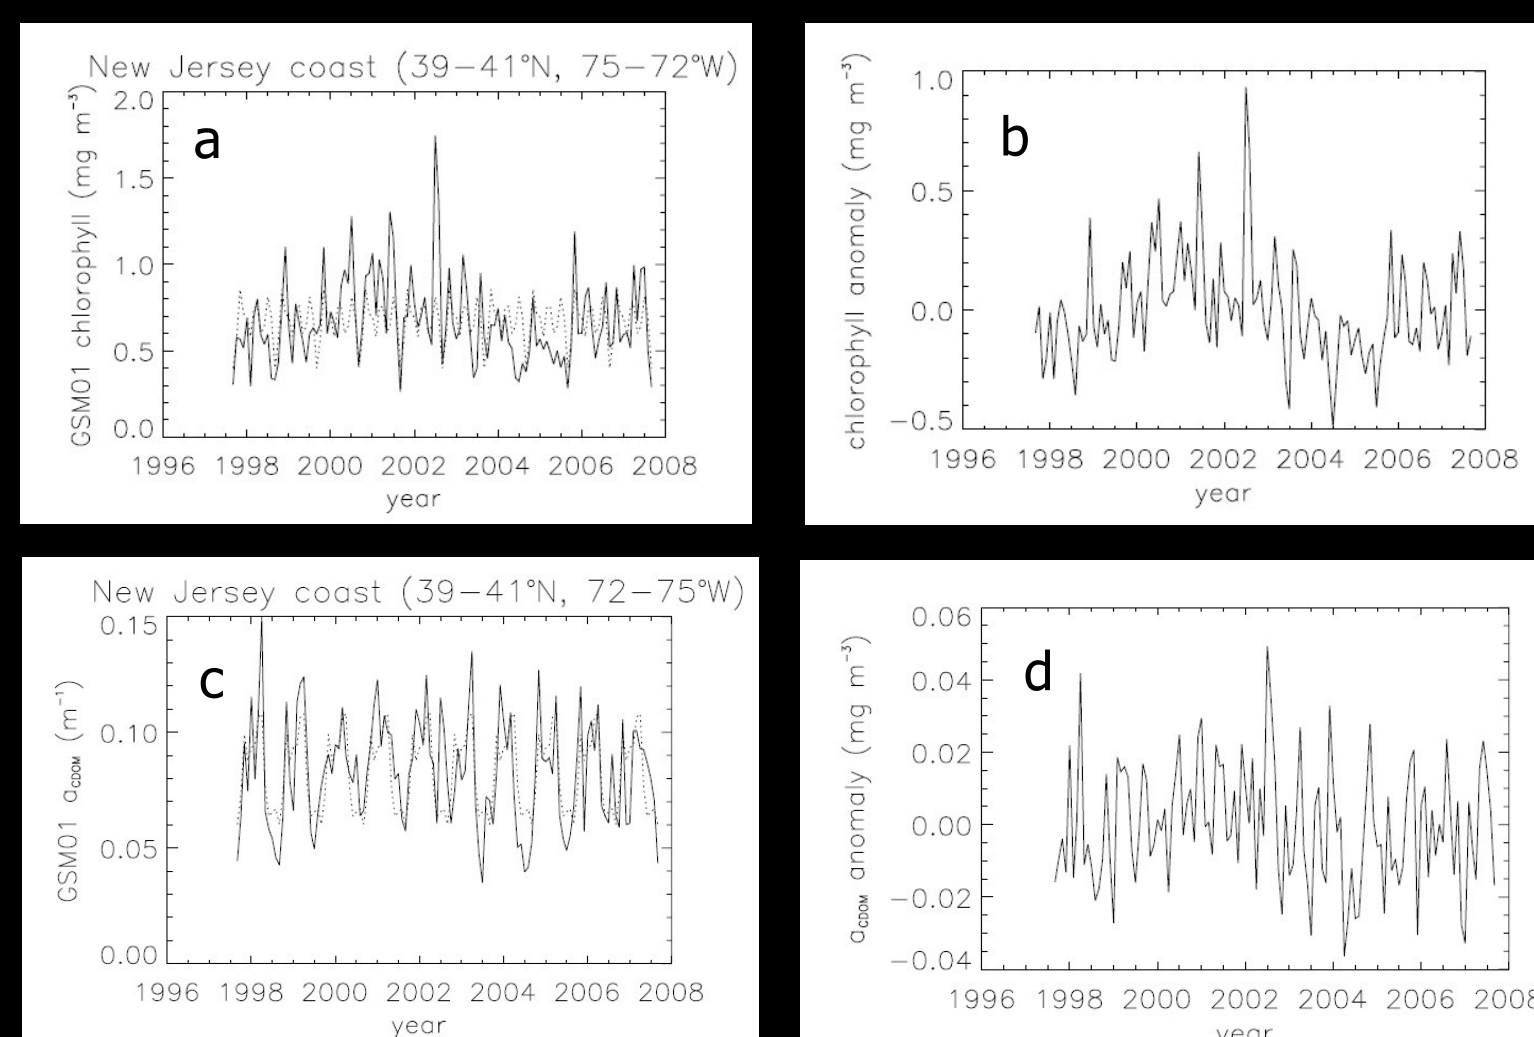 New Jersey coast (39−41°N, 75−72°W)
GSM01 chlorophyll (mg m⁻³)
a
2.0
1.5
1.0
0.5
0.0
1996 1998 2000 2002 2004 2006 2008
year
chlorophyll anomaly (mg m⁻³)
b
1.0
0.5
0.0
−0.5
1996 1998 2000 2002 2004 2006 2008
year
New Jersey coast (39−41°N, 72−75°W)
GSM01 aCDOM (m⁻¹)
c
0.15
0.10
0.05
0.00
1996 1998 2000 2002 2004 2006 2008
year
aCDOM anomaly (mg m⁻³)
d
0.06
0.04
0.02
0.00
−0.02
−0.04
1996 1998 2000 2002 2004 2006 2008
year